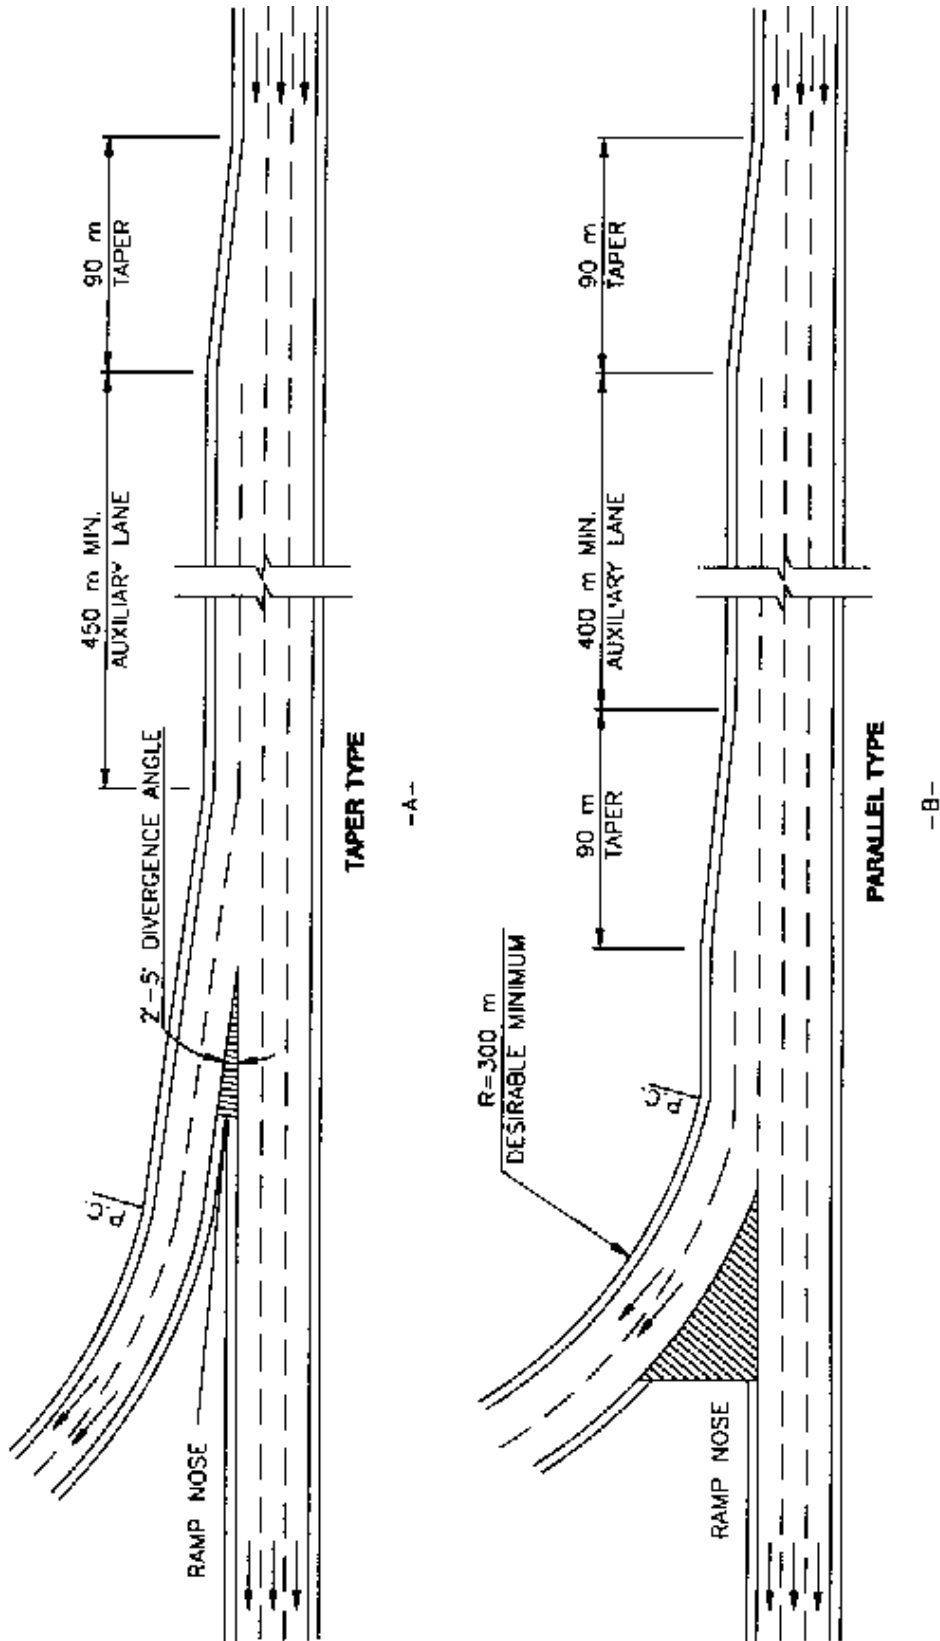 90 m
TAPER
450 m MIN.
AUXILIARY LANE
2°-5° DIVERGENCE ANGLE
P.C.
RAMP NOSE
TAPER TYPE
-A-
90 m
TAPER
400 m MIN.
AUXILIARY LANE
90 m
TAPER
R=300 m
DESIRABLE MINIMUM
P.C.
RAMP NOSE
PARALLEL TYPE
-B-